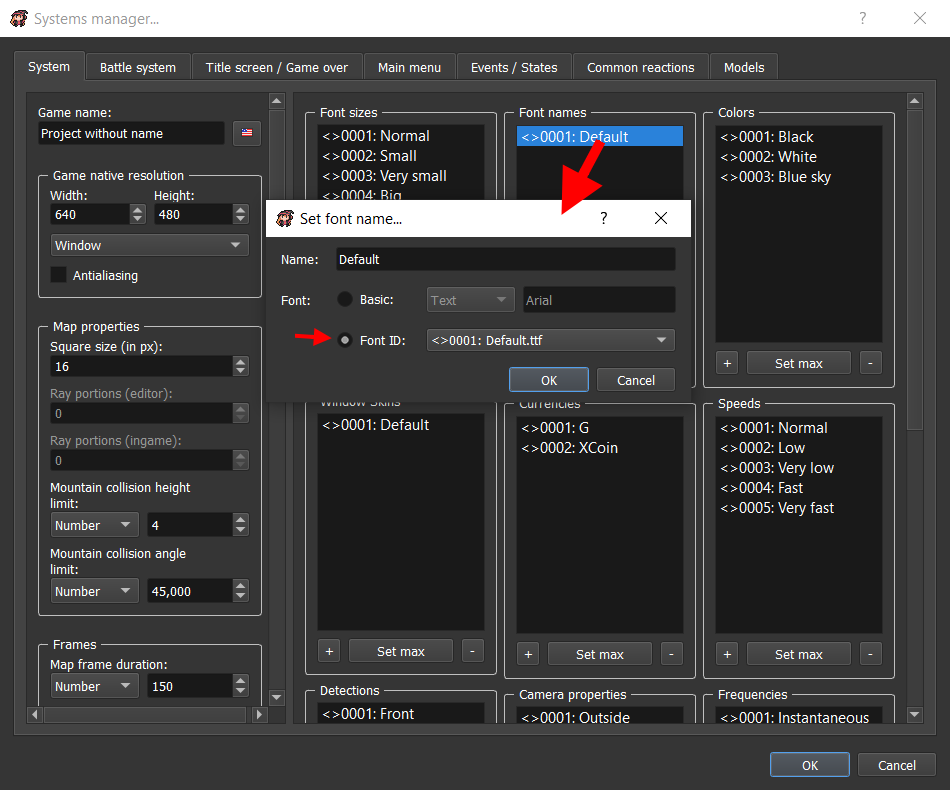 Systems manager...
?
System
Battle system
Title screen / Game over
Main menu
Events / States
Common reactions
Models
Game name:
Project without name
Game native resolution
Width:
Height:
640
480
Window
Antialiasing
Map properties
Square size (in px):
16
Ray portions (editor):
0
Ray portions (ingame):
0
Mountain collision height
limit:
Number
4
Mountain collision angle
limit:
Number
45,000
Frames
Map frame duration:
Number
150
Font sizes
<>0001: Normal
<>0002: Small
<>0003: Very small
<>0004: Big
Font names
<>0001: Default
Colors
<>0001: Black
<>0002: White
<>0003: Blue sky
+
Set max
-
Set font name...
?
Name:
Default
Font:
Basic:
Text
Arial
Font ID:
<>0001: Default.ttf
OK
Cancel
Window Skins
<>0001: Default
+
Set max
-
Currencies
<>0001: G
<>0002: XCoin
+
Set max
-
Speeds
<>0001: Normal
<>0002: Low
<>0003: Very low
<>0004: Fast
<>0005: Very fast
+
Set max
-
Detections
<>0001: Front
Camera properties
<>0001: Outside
Frequencies
<>0001: Instantaneous
OK
Cancel